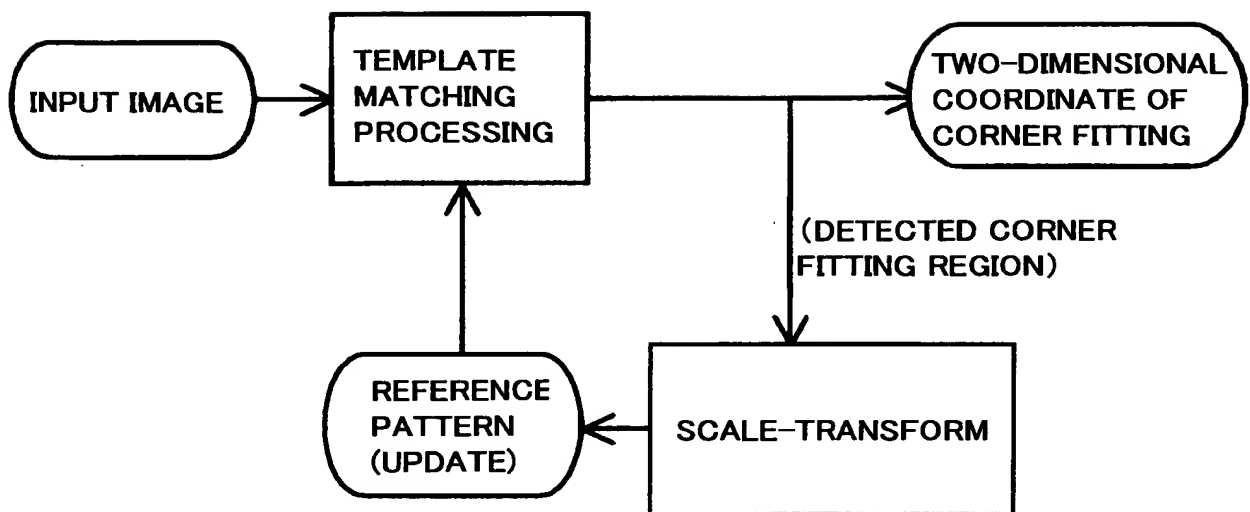 INPUT IMAGE
TEMPLATE
MATCHING
PROCESSING
TWO-DIMENSIONAL
COORDINATE OF
CORNER FITTING
(DETECTED CORNER
FITTING REGION)
REFERENCE
PATTERN
(UPDATE)
SCALE-TRANSFORM